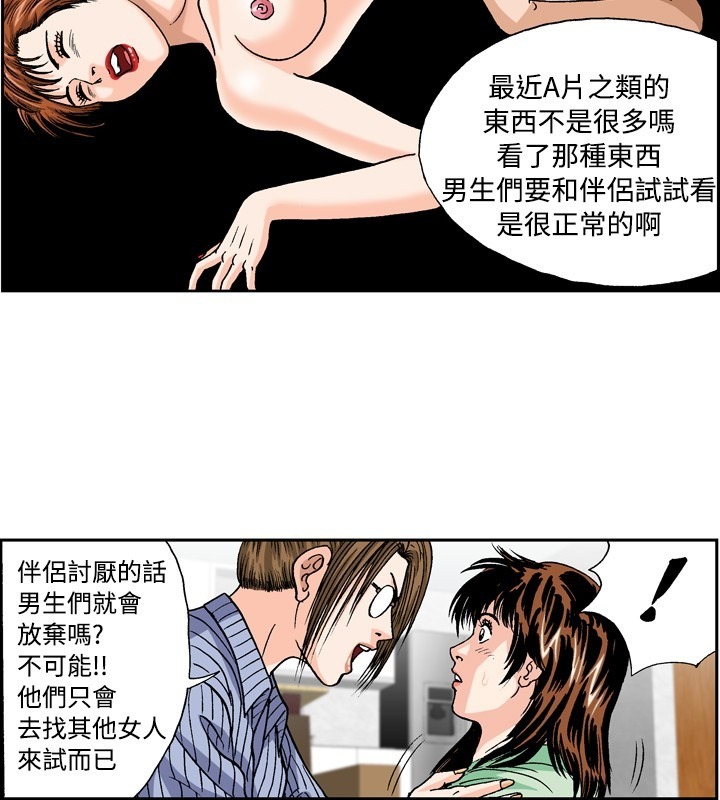 最近A片之類的
東西不是很多嗎
看了那種東西
男生們要和伴侶試試看
是很正常的啊
伴侶討厭的話
男生們就會
放棄嗎?
不可能!!
他們只會
去找其他女人
來試而已
!